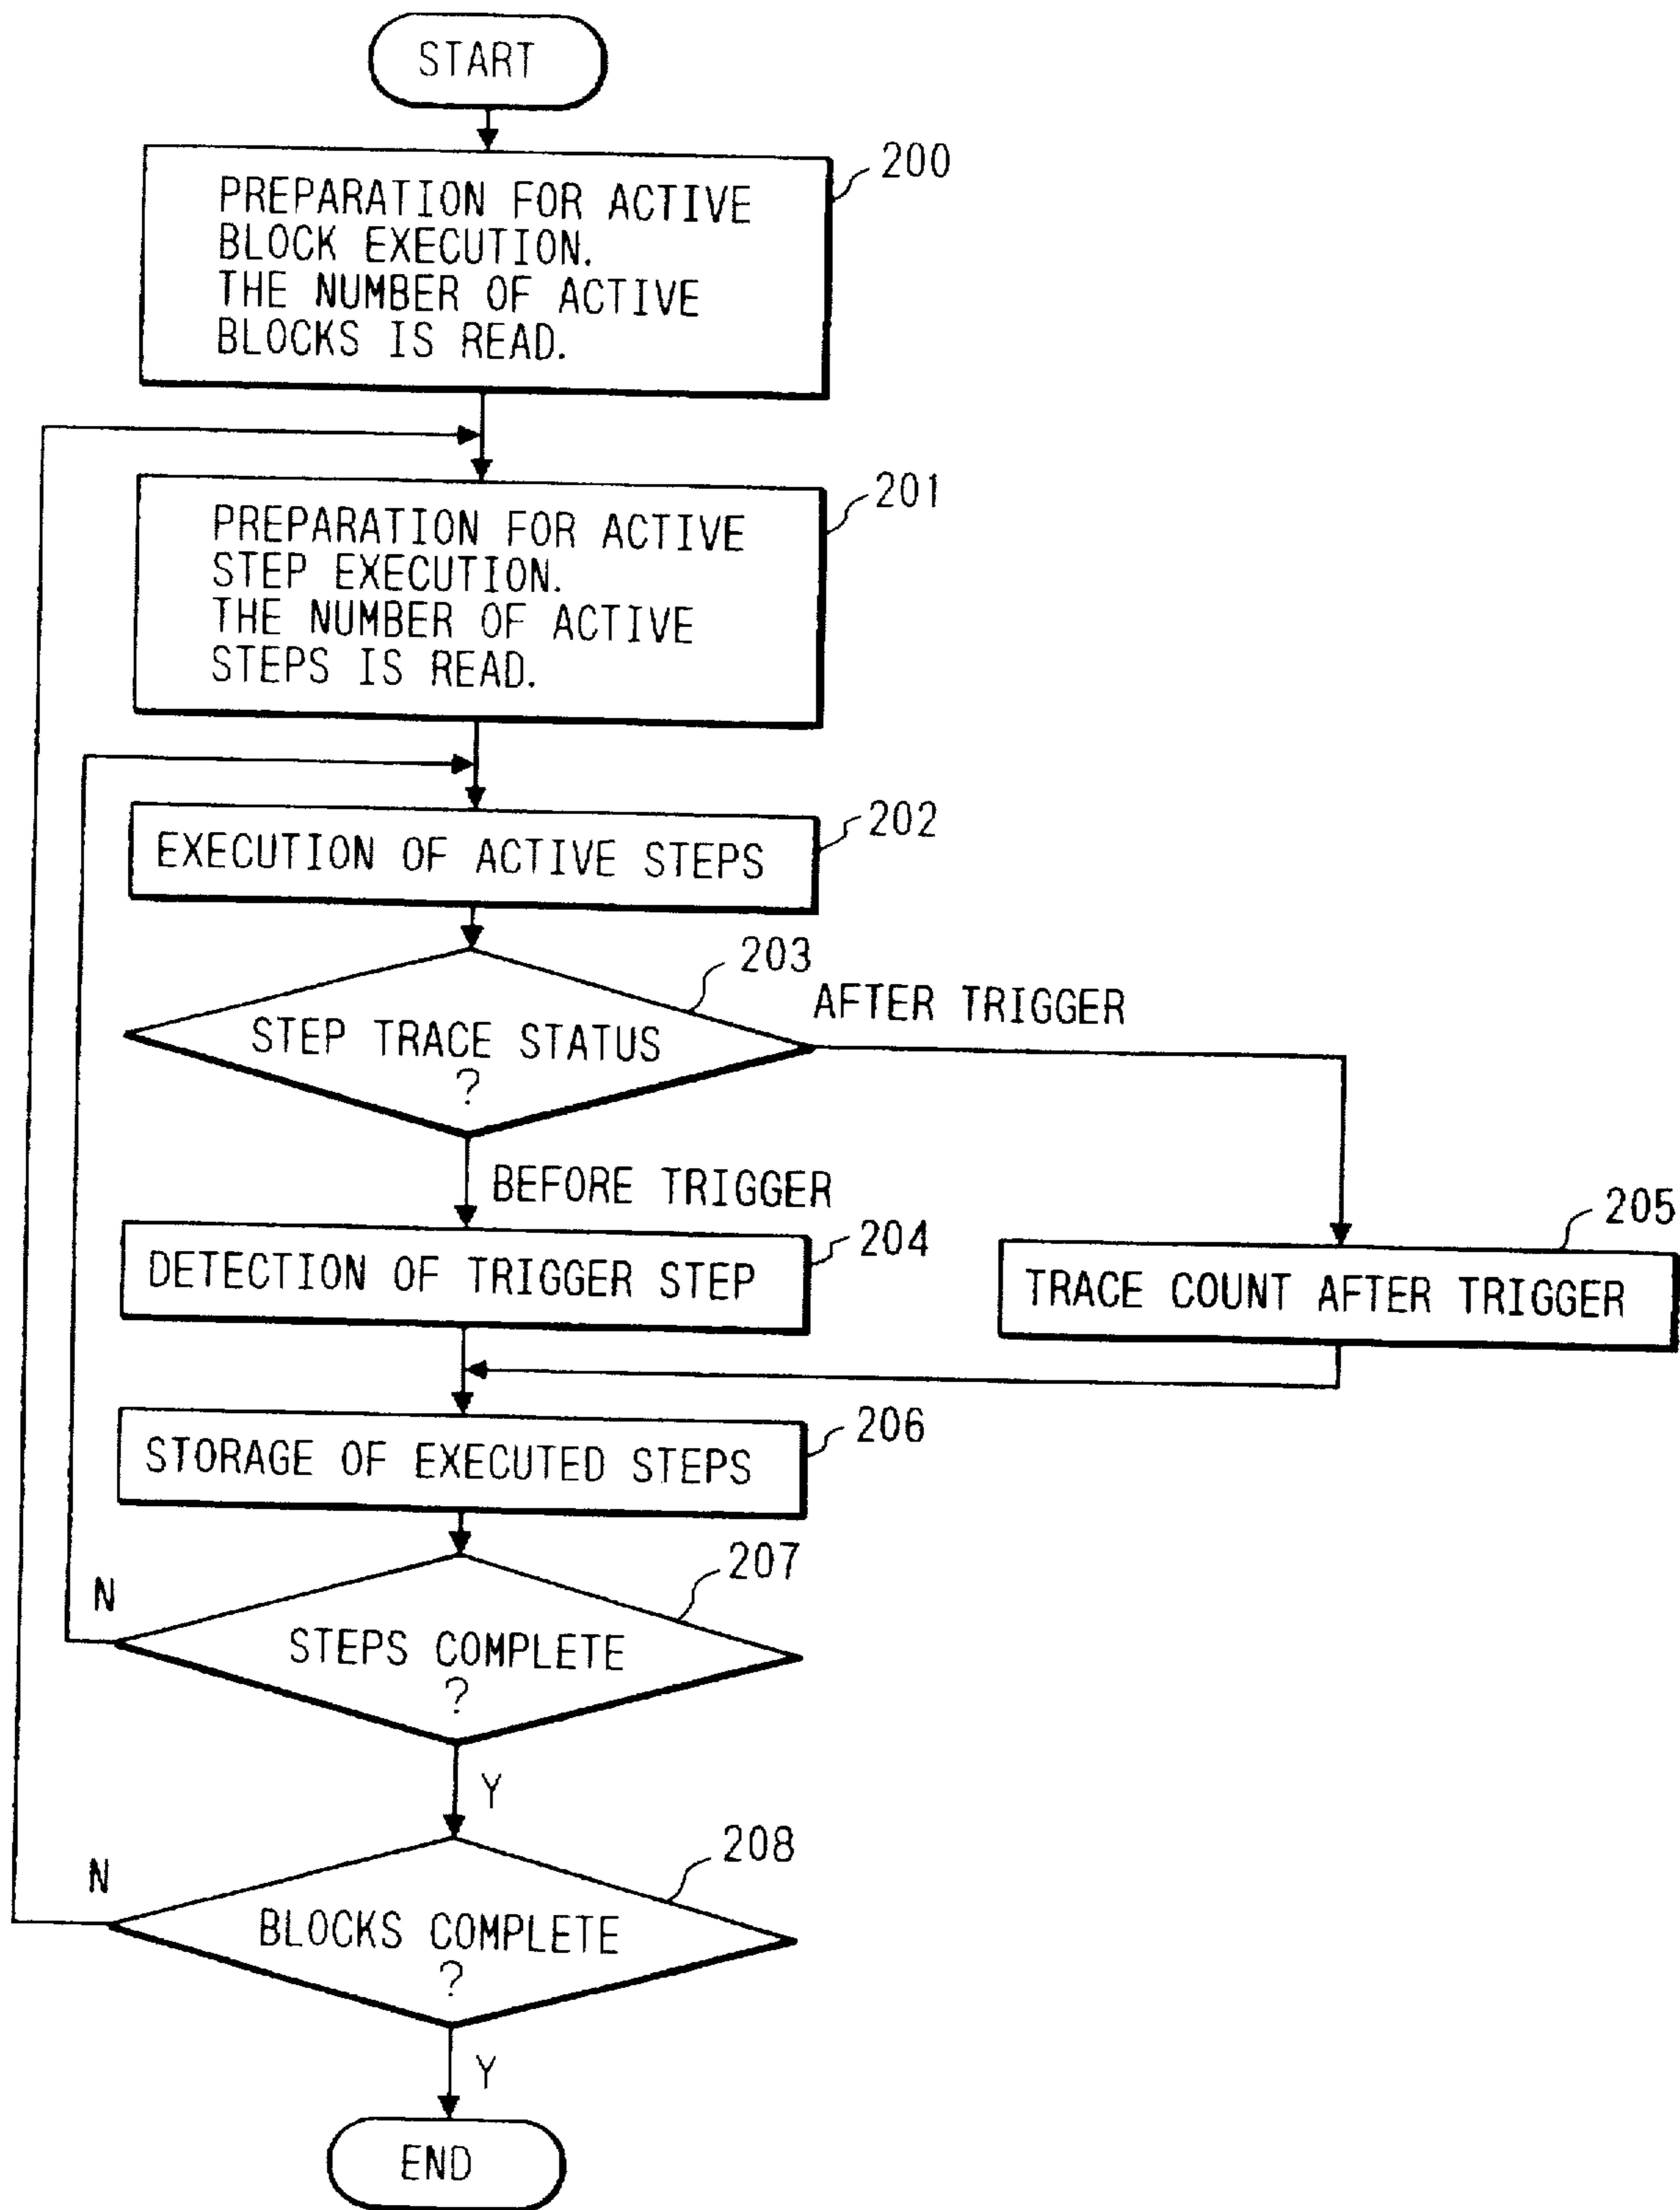 START
200
PREPARATION FOR ACTIVE
BLOCK EXECUTION.
THE NUMBER OF ACTIVE
BLOCKS IS READ.
201
PREPARATION FOR ACTIVE
STEP EXECUTION.
THE NUMBER OF ACTIVE
STEPS IS READ.
202
EXECUTION OF ACTIVE STEPS
203
AFTER TRIGGER
STEP TRACE STATUS
?
BEFORE TRIGGER
204
DETECTION OF TRIGGER STEP
205
TRACE COUNT AFTER TRIGGER
206
STORAGE OF EXECUTED STEPS
207
N
STEPS COMPLETE
?
Y
208
N
BLOCKS COMPLETE
?
Y
END